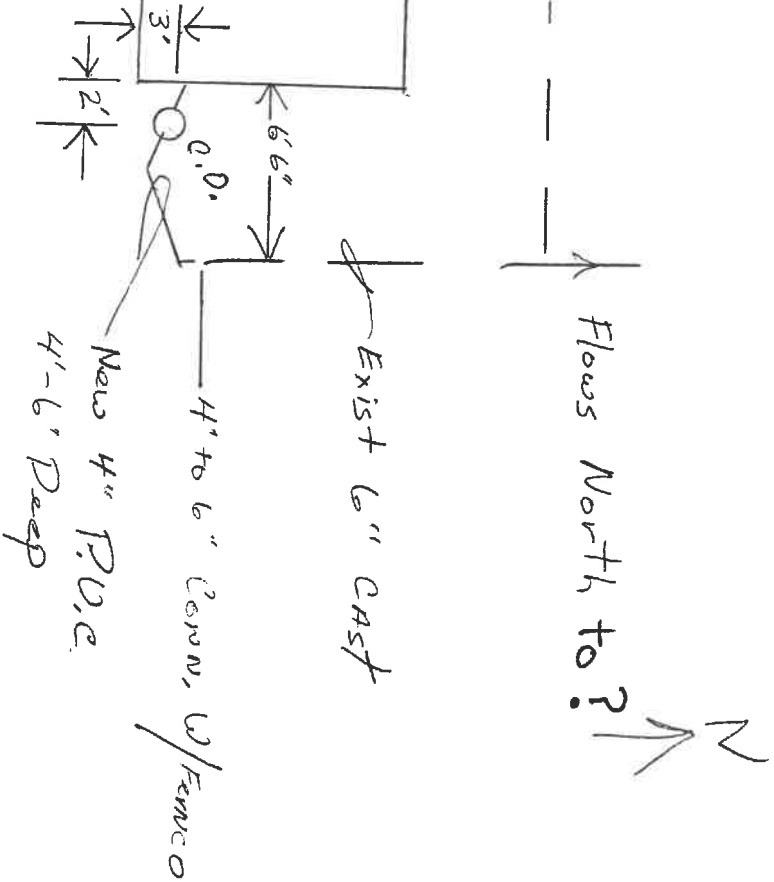 N
Flows North to ?
Exist 6" Cast
6'6"
3'
C.O.
2'
4" to 6" Conn, W/Fernco
New 4" P.V.C.
4'-6" Deep